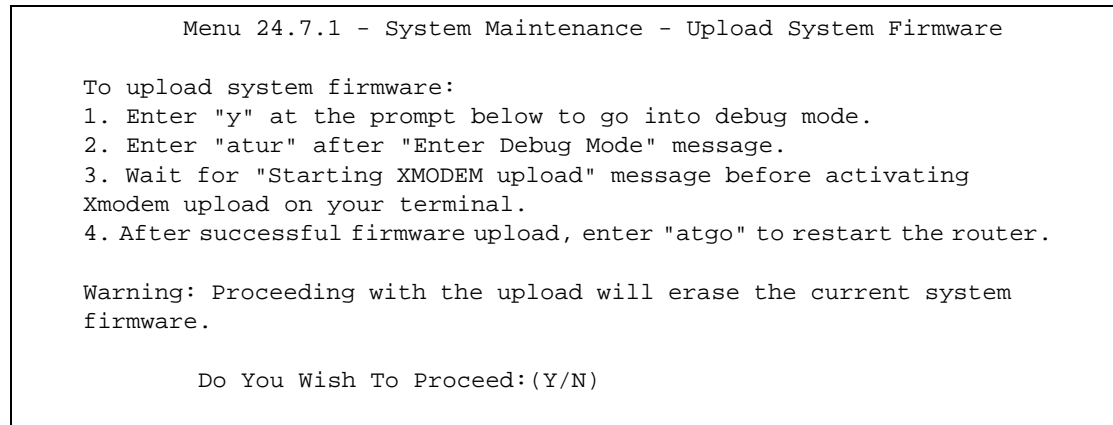 Menu 24.7.1 - System Maintenance - Upload System Firmware
To upload system firmware:
1. Enter "y" at the prompt below to go into debug mode.
2. Enter "atur" after "Enter Debug Mode" message.
3. Wait for "Starting XMODEM upload" message before activating
Xmodem upload on your terminal.
4. After successful firmware upload, enter "atgo" to restart the router.
Warning: Proceeding with the upload will erase the current system
firmware.
Do You Wish To Proceed:(Y/N)